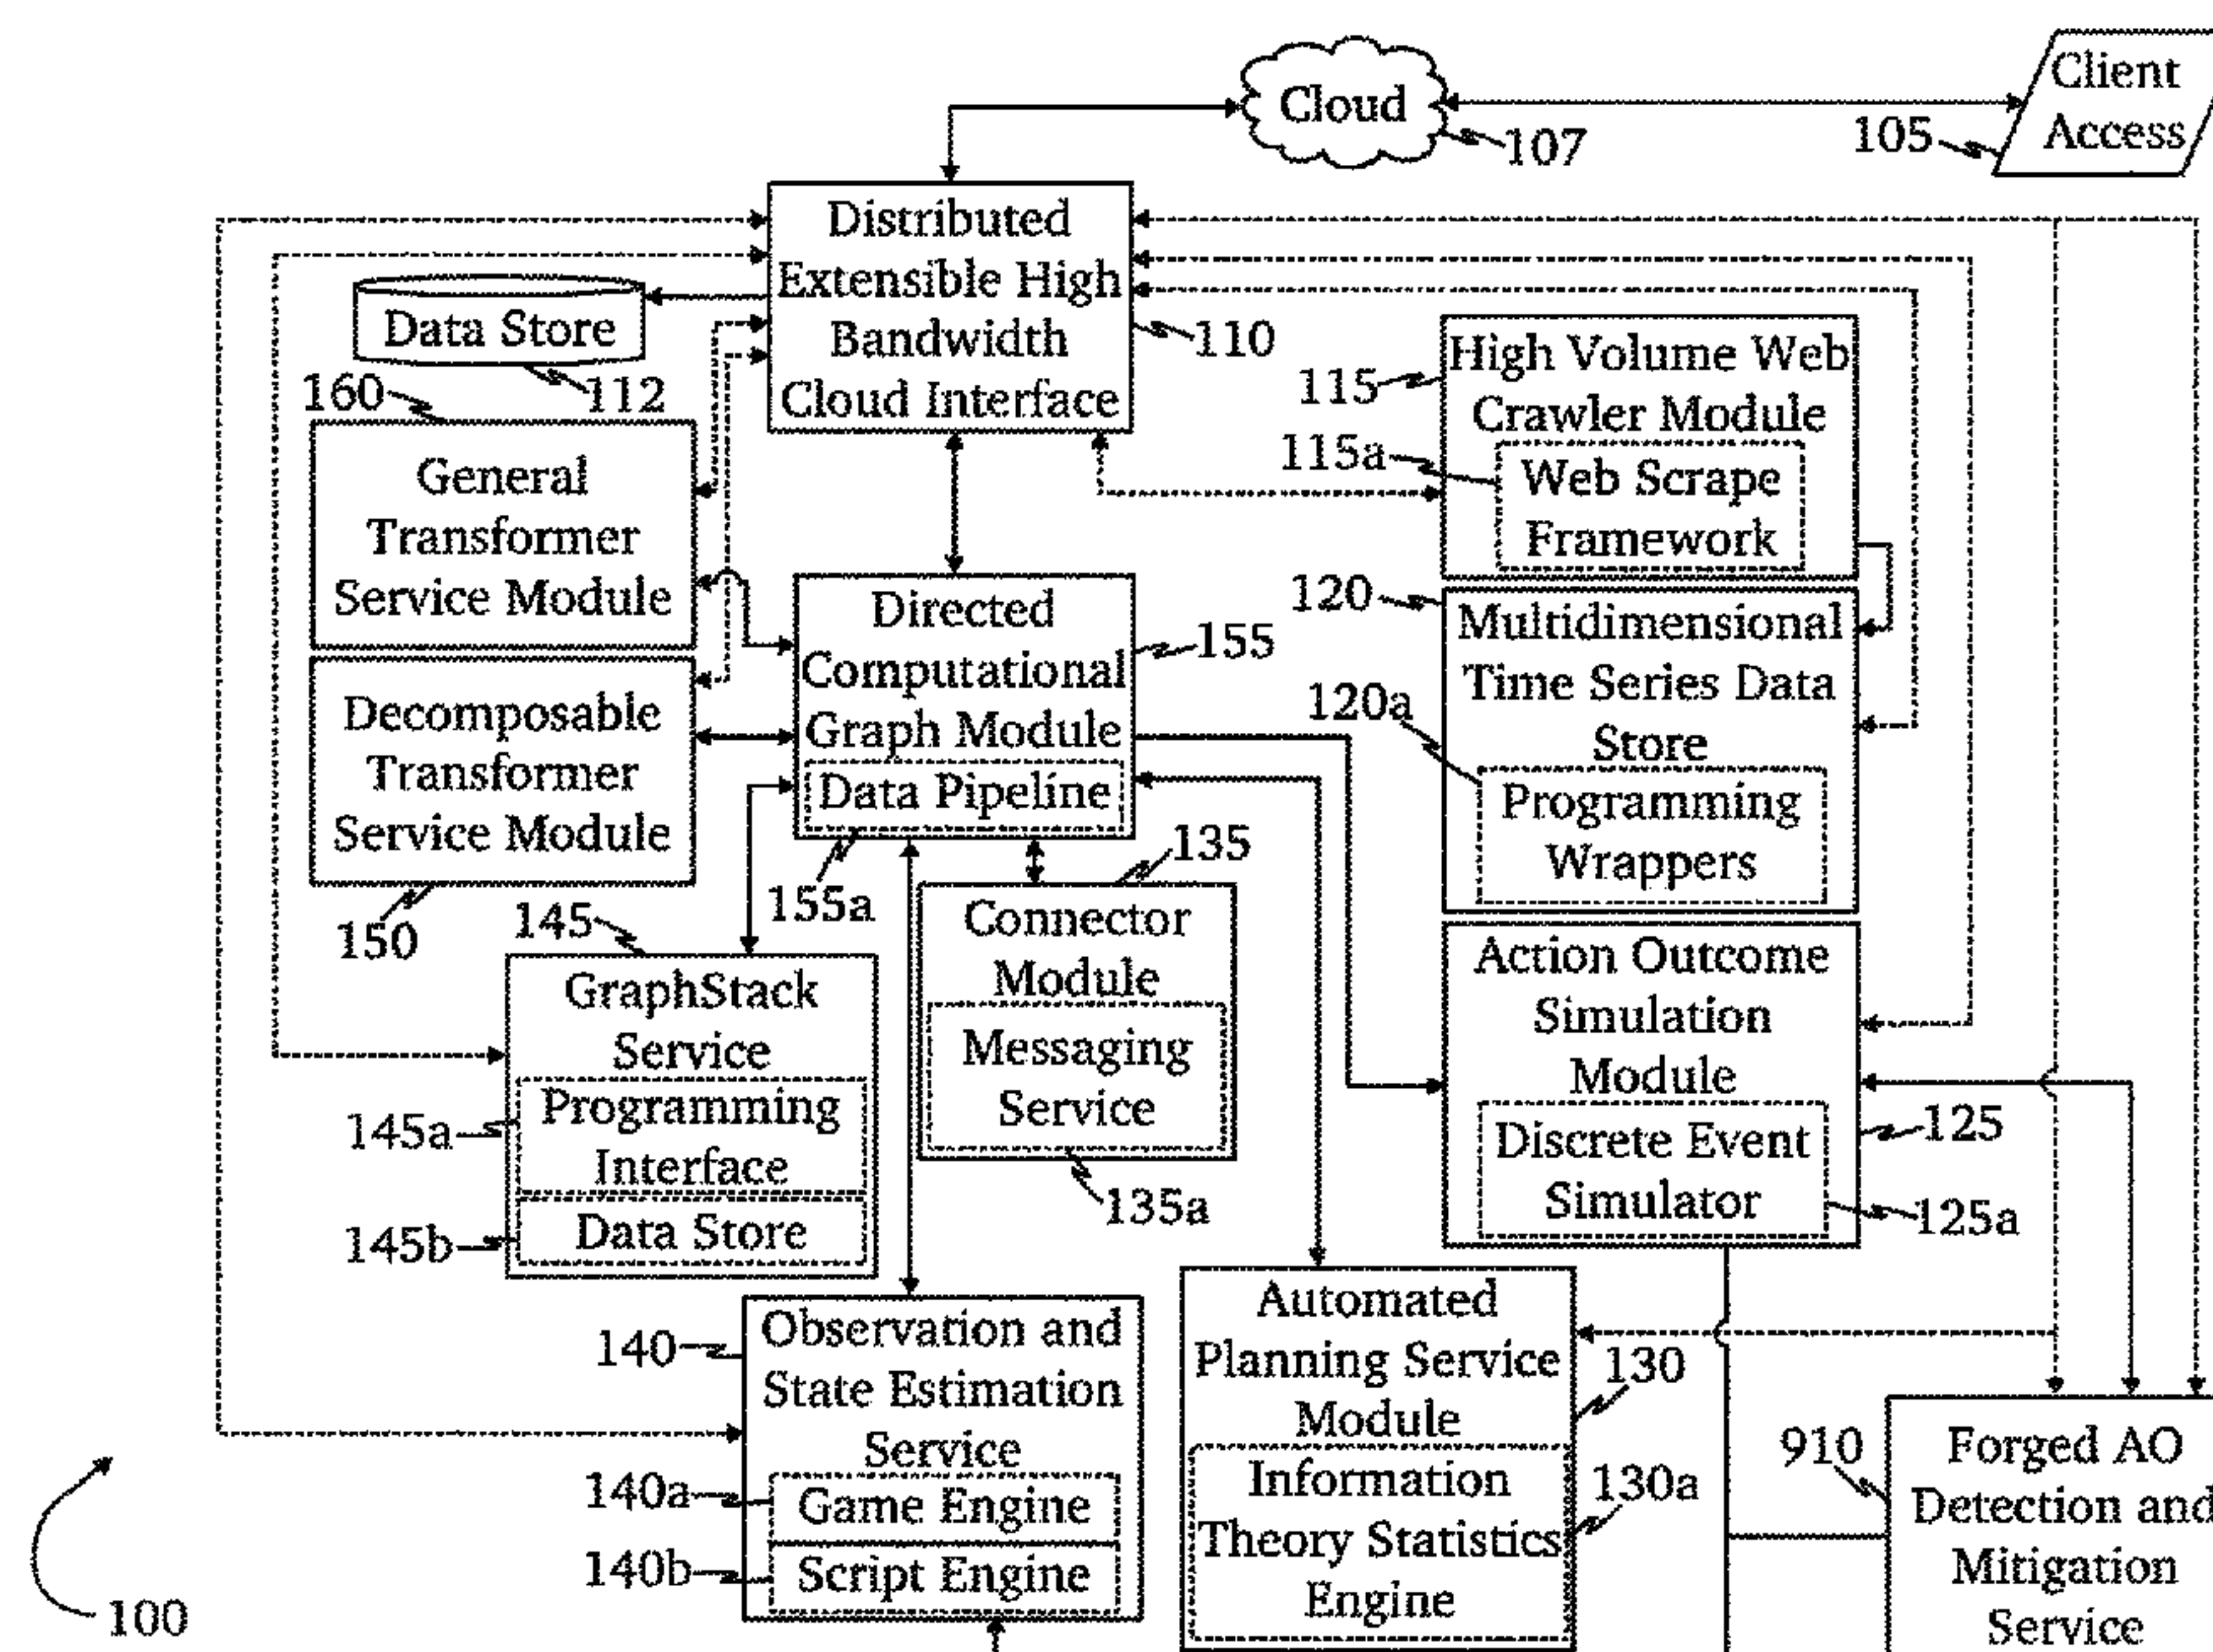 Cloud
107
Client
Access
105
Distributed
Extensible High
Bandwidth
Cloud Interface
110
Data Store
112
160
General
Transformer
Service Module
High Volume Web
Crawler Module
115
115a
Web Scrape
Framework
Directed
Computational
Graph Module
Data Pipeline
155
155a
120
Multidimensional
Time Series Data
Store
120a
Programming
Wrappers
Decomposable
Transformer
Service Module
150
135
Connector
Module
Messaging
Service
135a
145
GraphStack
Service
145a
Programming
Interface
145b
Data Store
Action Outcome
Simulation
Module
125
Discrete Event
Simulator
125a
140
Observation and
State Estimation
Service
140a
Game Engine
140b
Script Engine
Automated
Planning Service
Module
130
Information
Theory Statistics
Engine
130a
910
Forged AO
Detection and
Mitigation
Service
100